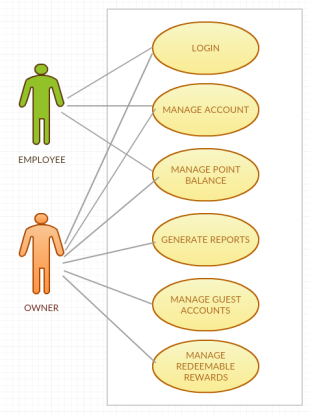 LOGIN
MANAGE ACCOUNT
EMPLOYEE
MANAGE POINT
BALANCE
GENERATE REPORTS
OWNER
MANAGE GUEST
ACCOUNTS
MANAGE
REDEEMABLE
REWARDS